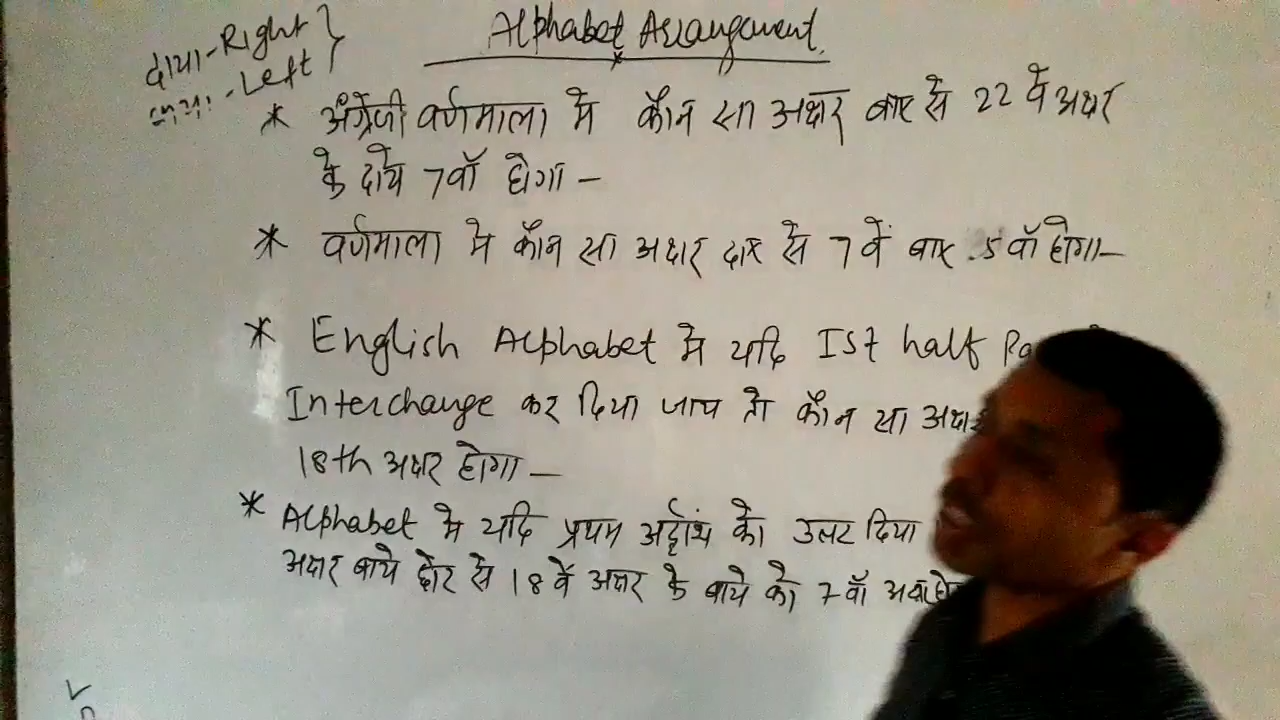 Alphabet Arrangement
दाया - Right
बाया - Left
* अंग्रेजी वर्णमाला में कौन सा अक्षर बाए से 22 वें अक्षर
के दाये 7वॉ होगा —
* वर्णमाला में कौन सा अक्षर दाए से 7 वें बाए 5 वॉ होगा—
* English Alphabet में यदि Ist half
Interchange कर दिया जाय तो कौन सा
18th अक्षर होगा —
* Alphabet में यदि प्रथम अर्द्धांश को उलट दिया
अक्षर बाये छोर से 18 वें अक्षर के बाये को 7 वॉ